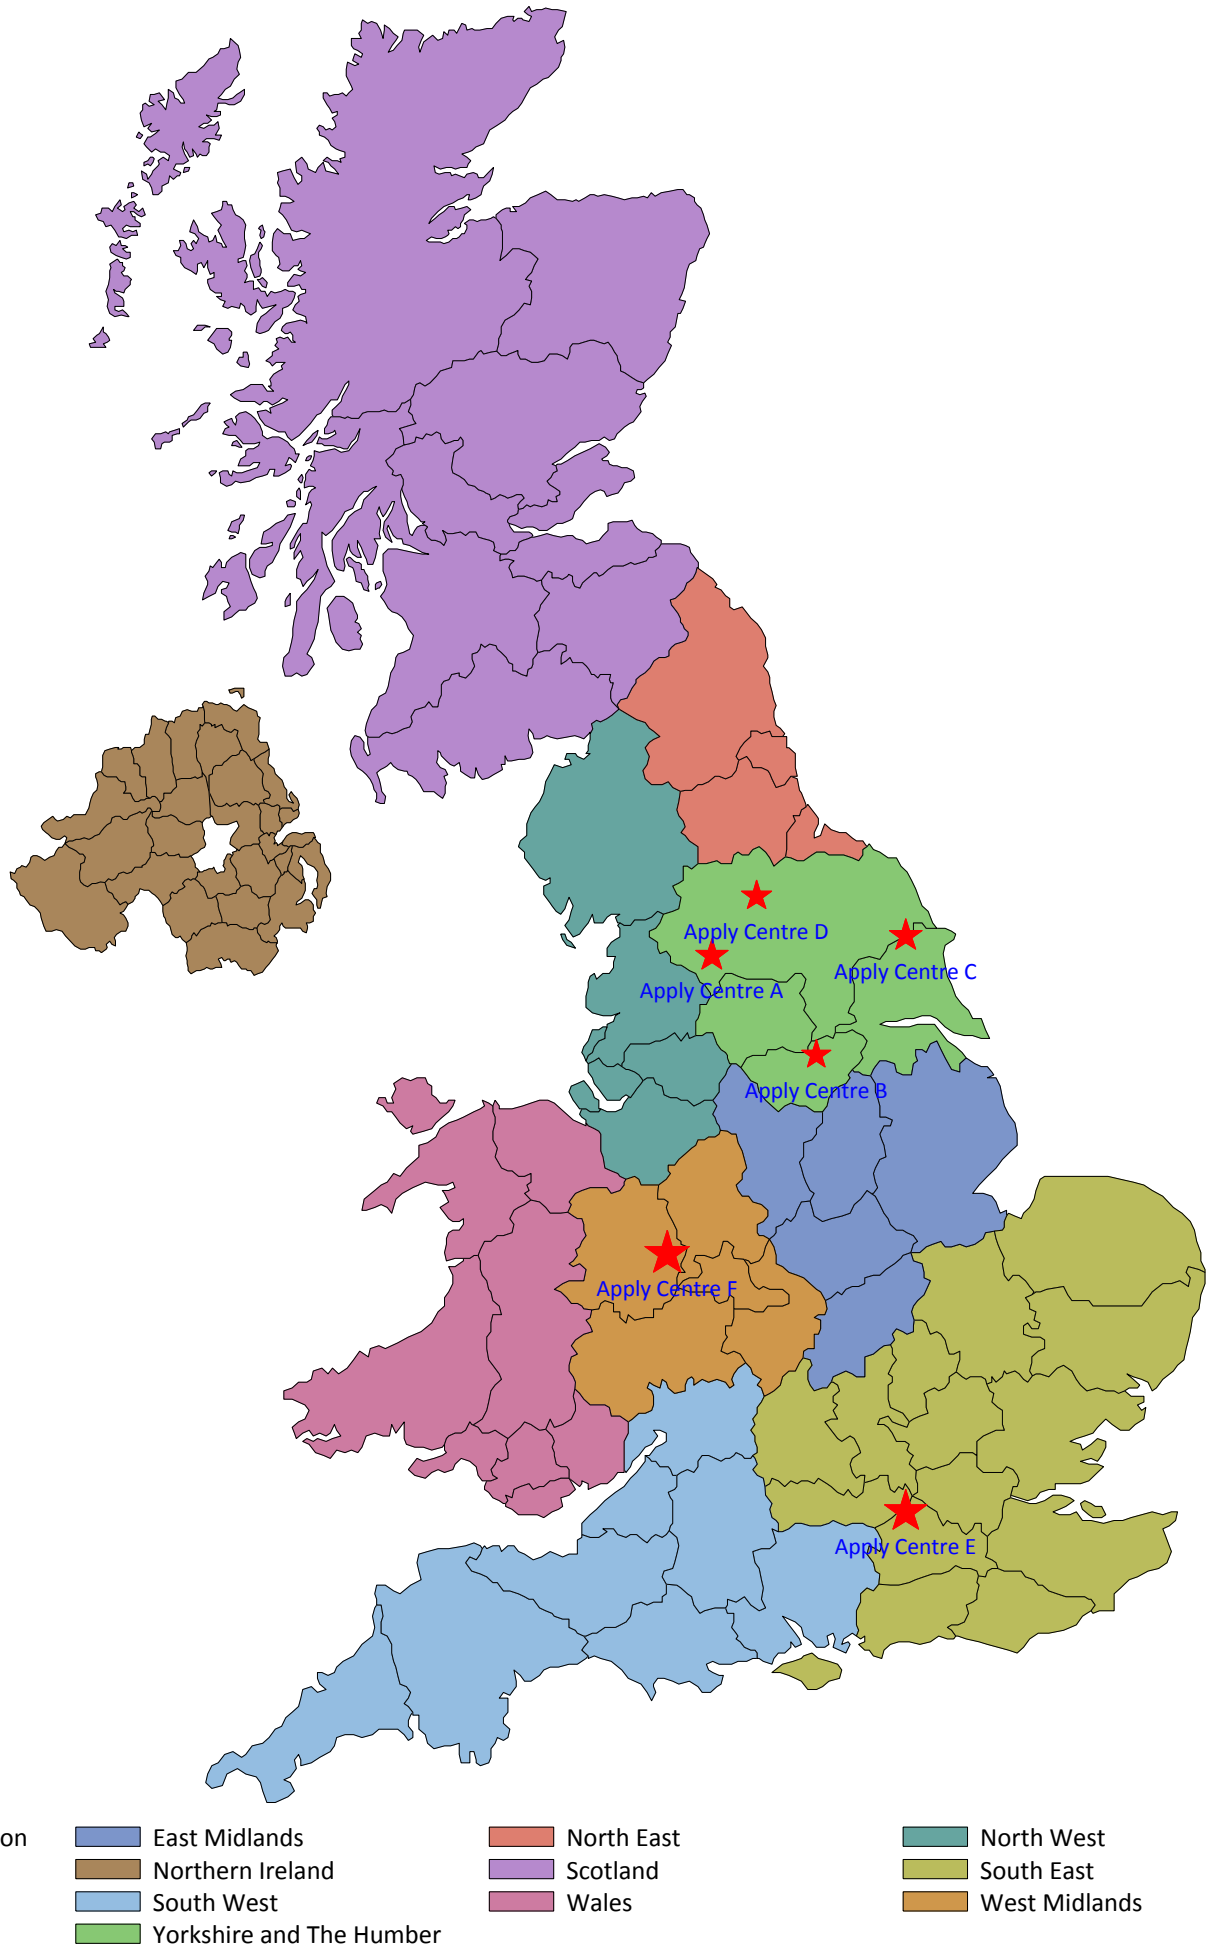 Apply Centre D
Apply Centre C
Apply Centre A
Apply Centre B
Apply Centre F
Apply Centre E
on
East Midlands
North East
North West
Northern Ireland
Scotland
South East
South West
Wales
West Midlands
Yorkshire and The Humber